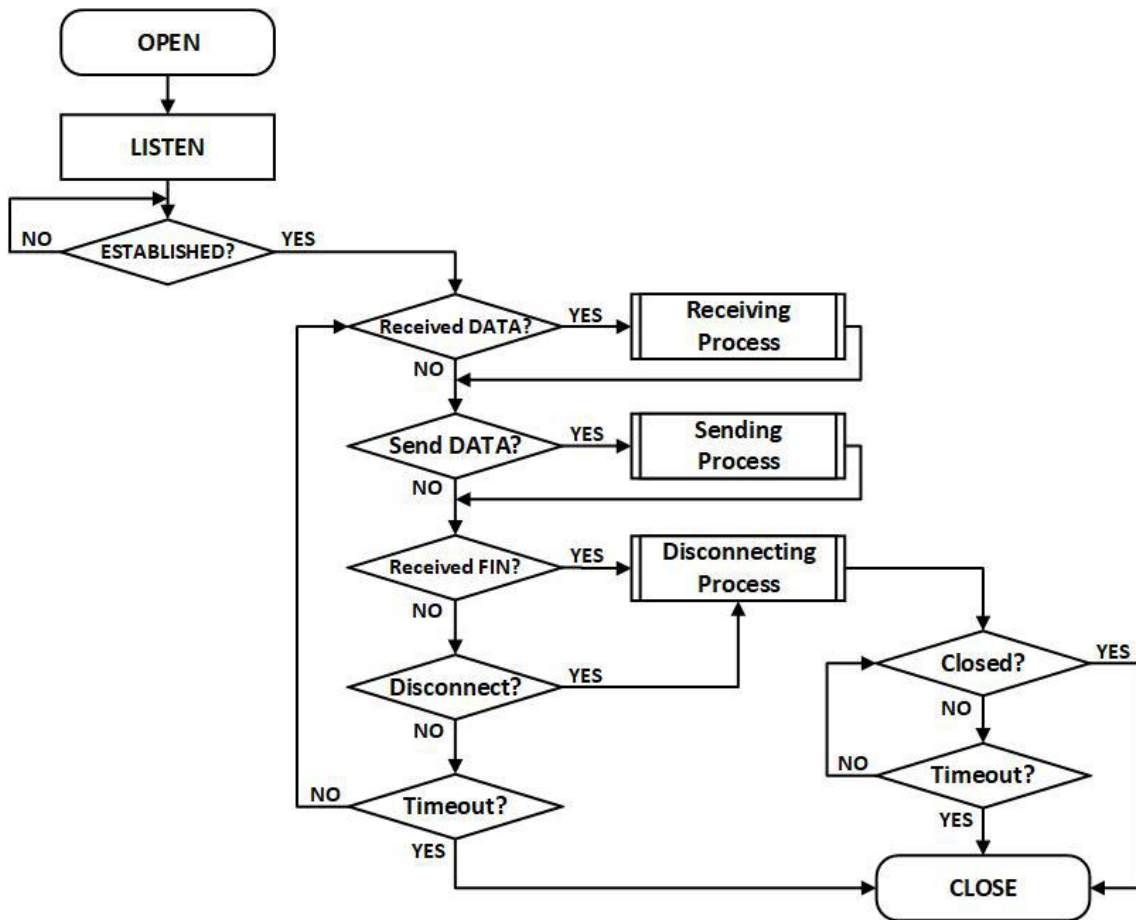 OPEN
LISTEN
NO
ESTABLISHED?
YES
Received DATA?
YES
Receiving
Process
NO
Send DATA?
YES
Sending
Process
NO
Received FIN?
YES
Disconnecting
Process
NO
Closed?
YES
Disconnect?
YES
NO
NO
NO
Timeout?
NO
Timeout?
YES
YES
CLOSE